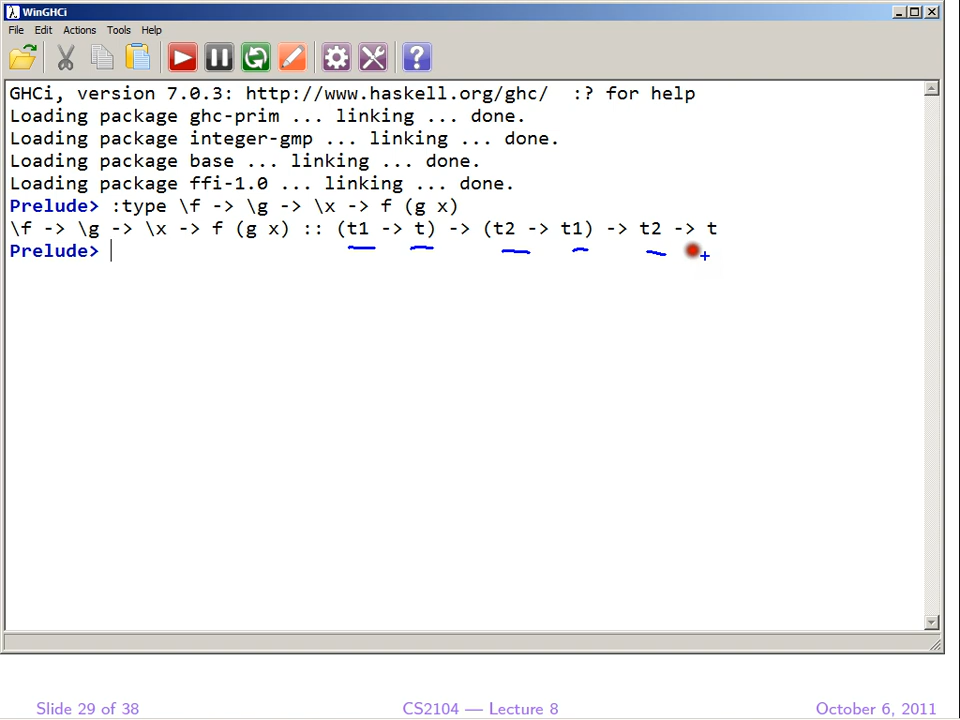 WinGHCi
File Edit Actions Tools Help
GHCi, version 7.0.3: http://www.haskell.org/ghc/  :? for help
Loading package ghc-prim ... linking ... done.
Loading package integer-gmp ... linking ... done.
Loading package base ... linking ... done.
Loading package ffi-1.0 ... linking ... done.
Prelude> :type \f -> \g -> \x -> f (g x)
\f -> \g -> \x -> f (g x) :: (t1 -> t) -> (t2 -> t1) -> t2 -> t
Prelude>
Slide 29 of 38 CS2104 — Lecture 8 October 6, 2011